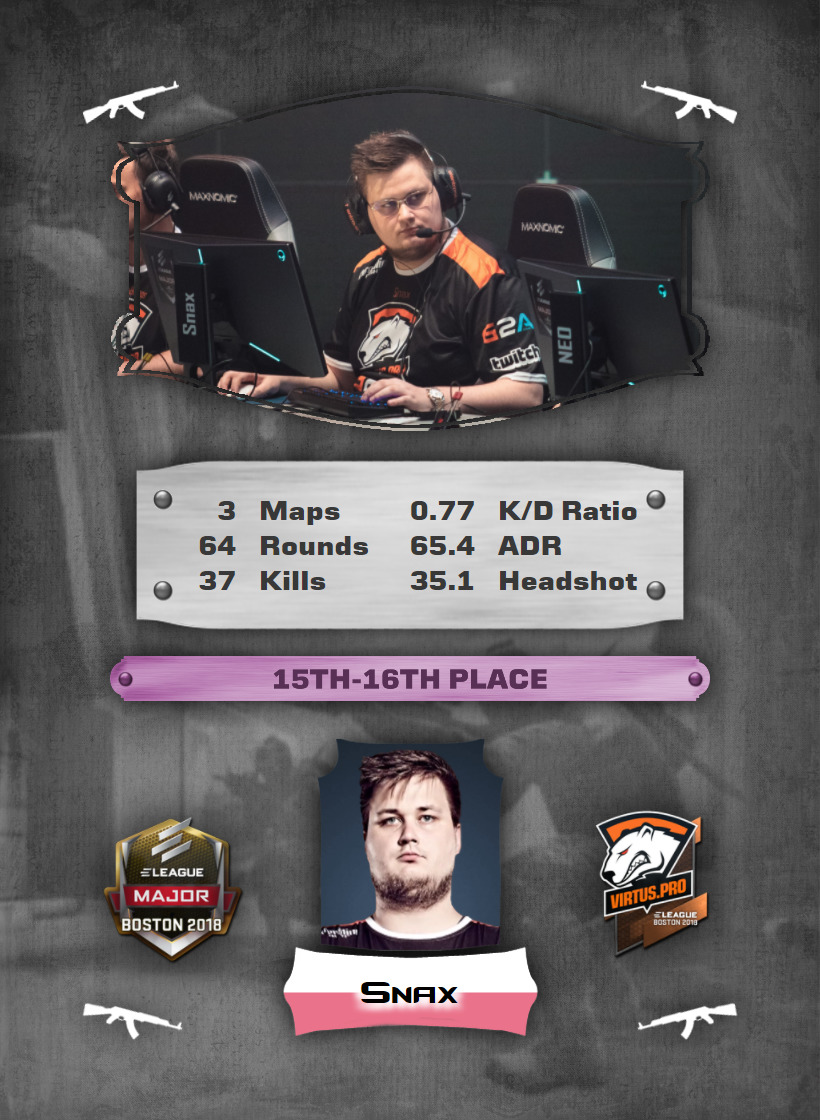 MAXNOMIC
MAXNOMIC
Snax
G2A
twitch
NEO
3 Maps 0.77 K/D Ratio
64 Rounds 65.4 ADR
37 Kills 35.1 Headshot
15TH-16TH PLACE
ELEAGUE
MAJOR
BOSTON 2018
VIRTUS.PRO
ELEAGUE
BOSTON 2018
Snax